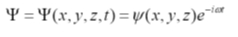 Ψ = Ψ(x, y, z, t) = ψ(x, y, z)e^{-iωt}